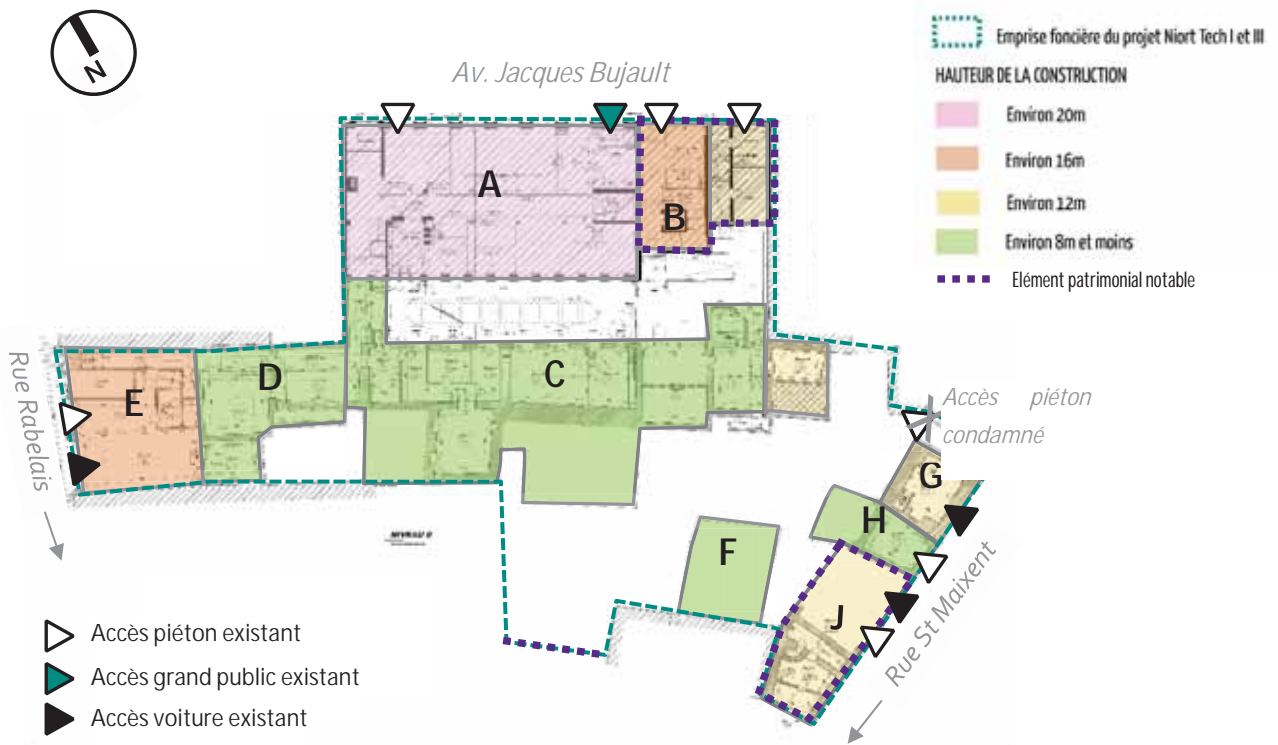 N
Av. Jacques Bujault
Emprise foncière du projet Niort Tech I et III
HAUTEUR DE LA CONSTRUCTION
Environ 20m
Environ 16m
Environ 12m
Environ 8m et moins
Elément patrimonial notable
A
B
C
D
E
Rue Rabelais
Accès piéton
condamné
G
H
F
J
Rue St Maixent
NIVEAU 0
Accès piéton existant
Accès grand public existant
Accès voiture existant